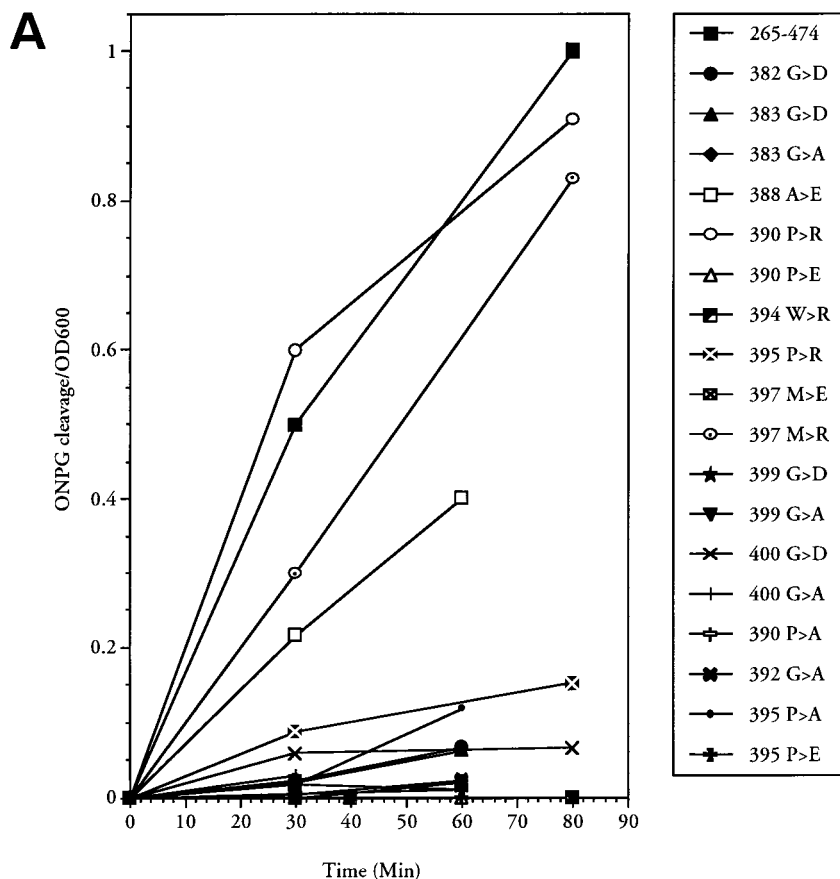 A
ONPG cleavage/OD600
1
0.8
0.6
0.4
0.2
0
0 10 20 30 40 50 60 70 80 90
Time (Min)
265-474
382 G>D
383 G>D
383 G>A
388 A>E
390 P>R
390 P>E
394 W>R
395 P>R
397 M>E
397 M>R
399 G>D
399 G>A
400 G>D
400 G>A
390 P>A
392 G>A
395 P>A
395 P>E